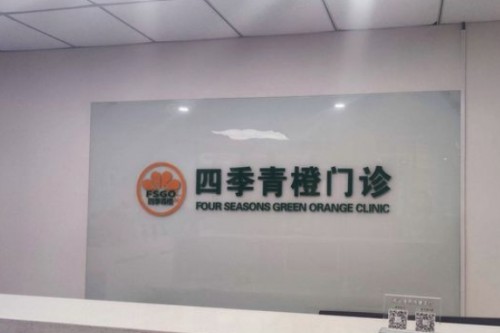 FSGO
四季青橙门诊
FOUR SEASONS GREEN ORANGE CLINIC